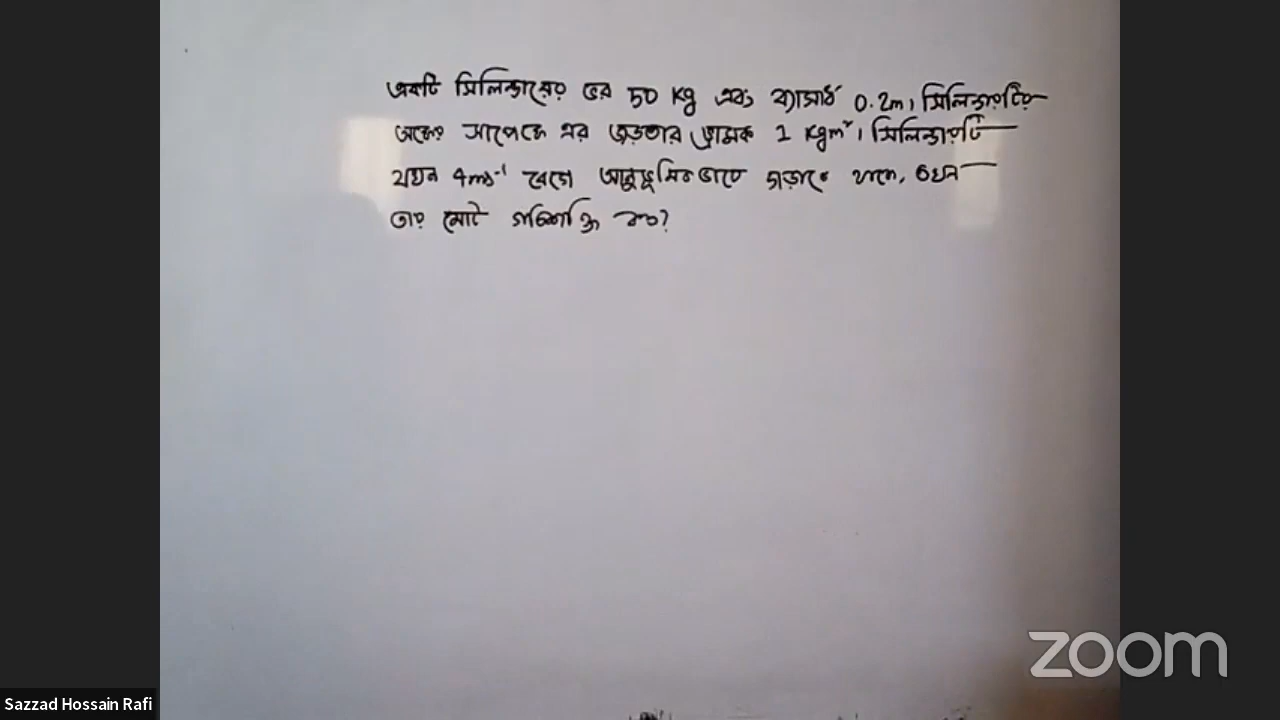 একটি সিলিন্ডারের ভর 50 Kg এবং ব্যাসার্ধ 0.2m। সিলিন্ডারটির
অক্ষের সাপেক্ষে এর জড়তার ভ্রামক 1 Kgm²। সিলিন্ডারটি
যখন 4ms⁻¹ বেগে আনুভূমিকভাবে গড়াতে থাকে, তখন
তার মোট গতিশক্তি কত?
zoom
Sazzad Hossain Rafi